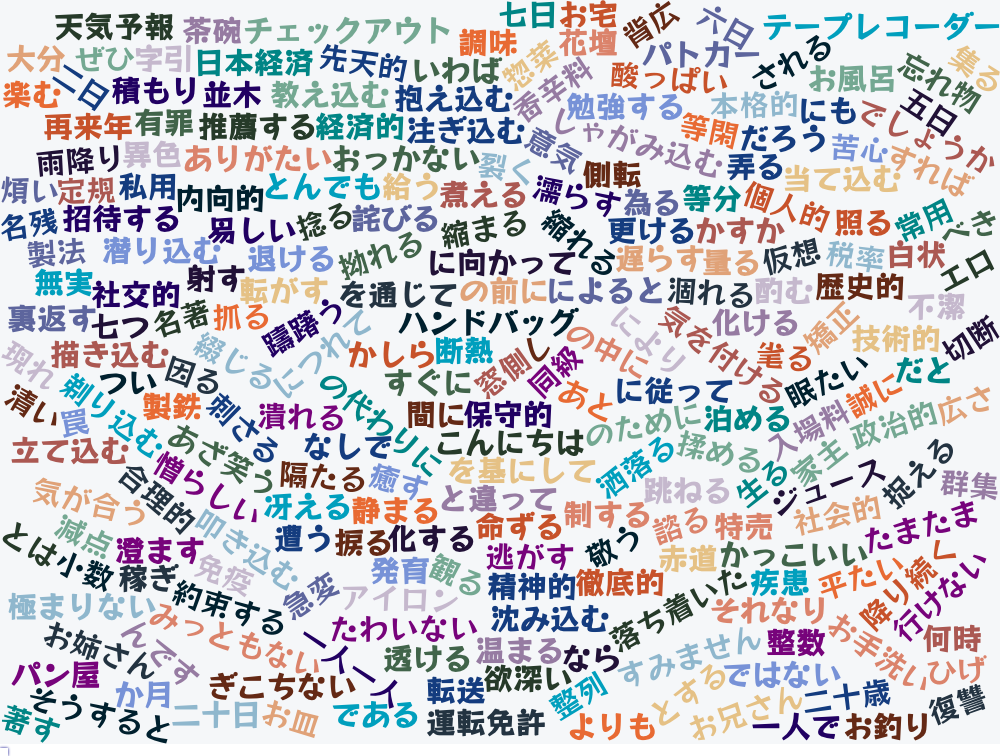 天気予報 茶碗 チェックアウト 七日 お宅 背広 六日 テープレコーダー
大分 ぜひ 字引 日本経済 先天的 いわば 調味 惣菜 花壇 パトカー される 集る
楽む 二日 積もり 並木 教え込む 抱え込む 香辛料 酸っぱい お風呂 忘れ物
再来年 有罪 推薦する 経済的 注ぎ込む 勉強する 本格的 にも 五日 でしょうか
雨降り 異色 ありがたい おっかない 裂く 意気 しゃがみ込む 等閑 だろう 苦心 すれば
煩い 定規 私用 内向的 とんでも 給う 煮える 濡らす 側転 弄る 為る 等分 当て込む
名残 招待する 易しい 捻る 詫びる 縮まる 縮れる 更ける かすか 個人的 照る 常用 べき
製法 潜り込む 退ける 拗れる に向かって 遅らす 量る 仮想 税率 白状 エロ
無実 社交的 射す 転がす を通じて の前に によると 涸れる 酌む 歴史的 不潔
裏返す 七つ 名著 抓る 躊躇う ハンドバッグ により 気を付ける 化ける 矯正 技術的 切断
現れ 描き込む 因る 綴じる につれて かしら 断熱 窓側 し の中に 毟る 眠たい だと
清い 罠 剃り込む つい 製鉄 刺さる 潰れる の代わりに すぐに 同級 あと に従って 誠に 広さ
立て込む あざ笑う なしで 間に 保守的 こんにちは のために 泊める 入場料 政治的
気が合う 合理的 憎らしい 隔たる 癒す を基にして 洒落る 揉める 生る 家主 ジュース 捉える 群集
減点 澄ます 叩き込む 冴える 静まる と違って 命ずる 制する 跳ねる 諮る 特売 社会的 たまたま
とは 小数 稼ぎ 免疫 遭う 捩る 化する 逃がす 敬う 赤道 かっこいい 降り続く
極まりない 約束する 急変 発育 観る アイロン 精神的 徹底的 落ち着いた 疾患 平たい 行けない
お姉さん んです みっともない たわいない 沈み込む それなり お手洗い 何時
パン屋 か月 ぎこちない イヤー 透ける 温まる なら すみません 整数 ひげ
著す そうすると 二十日 お皿 である 転送 欲深い 整列 とする ではない 二十歳 復讐
運転免許 よりも お兄さん 一人で お釣り